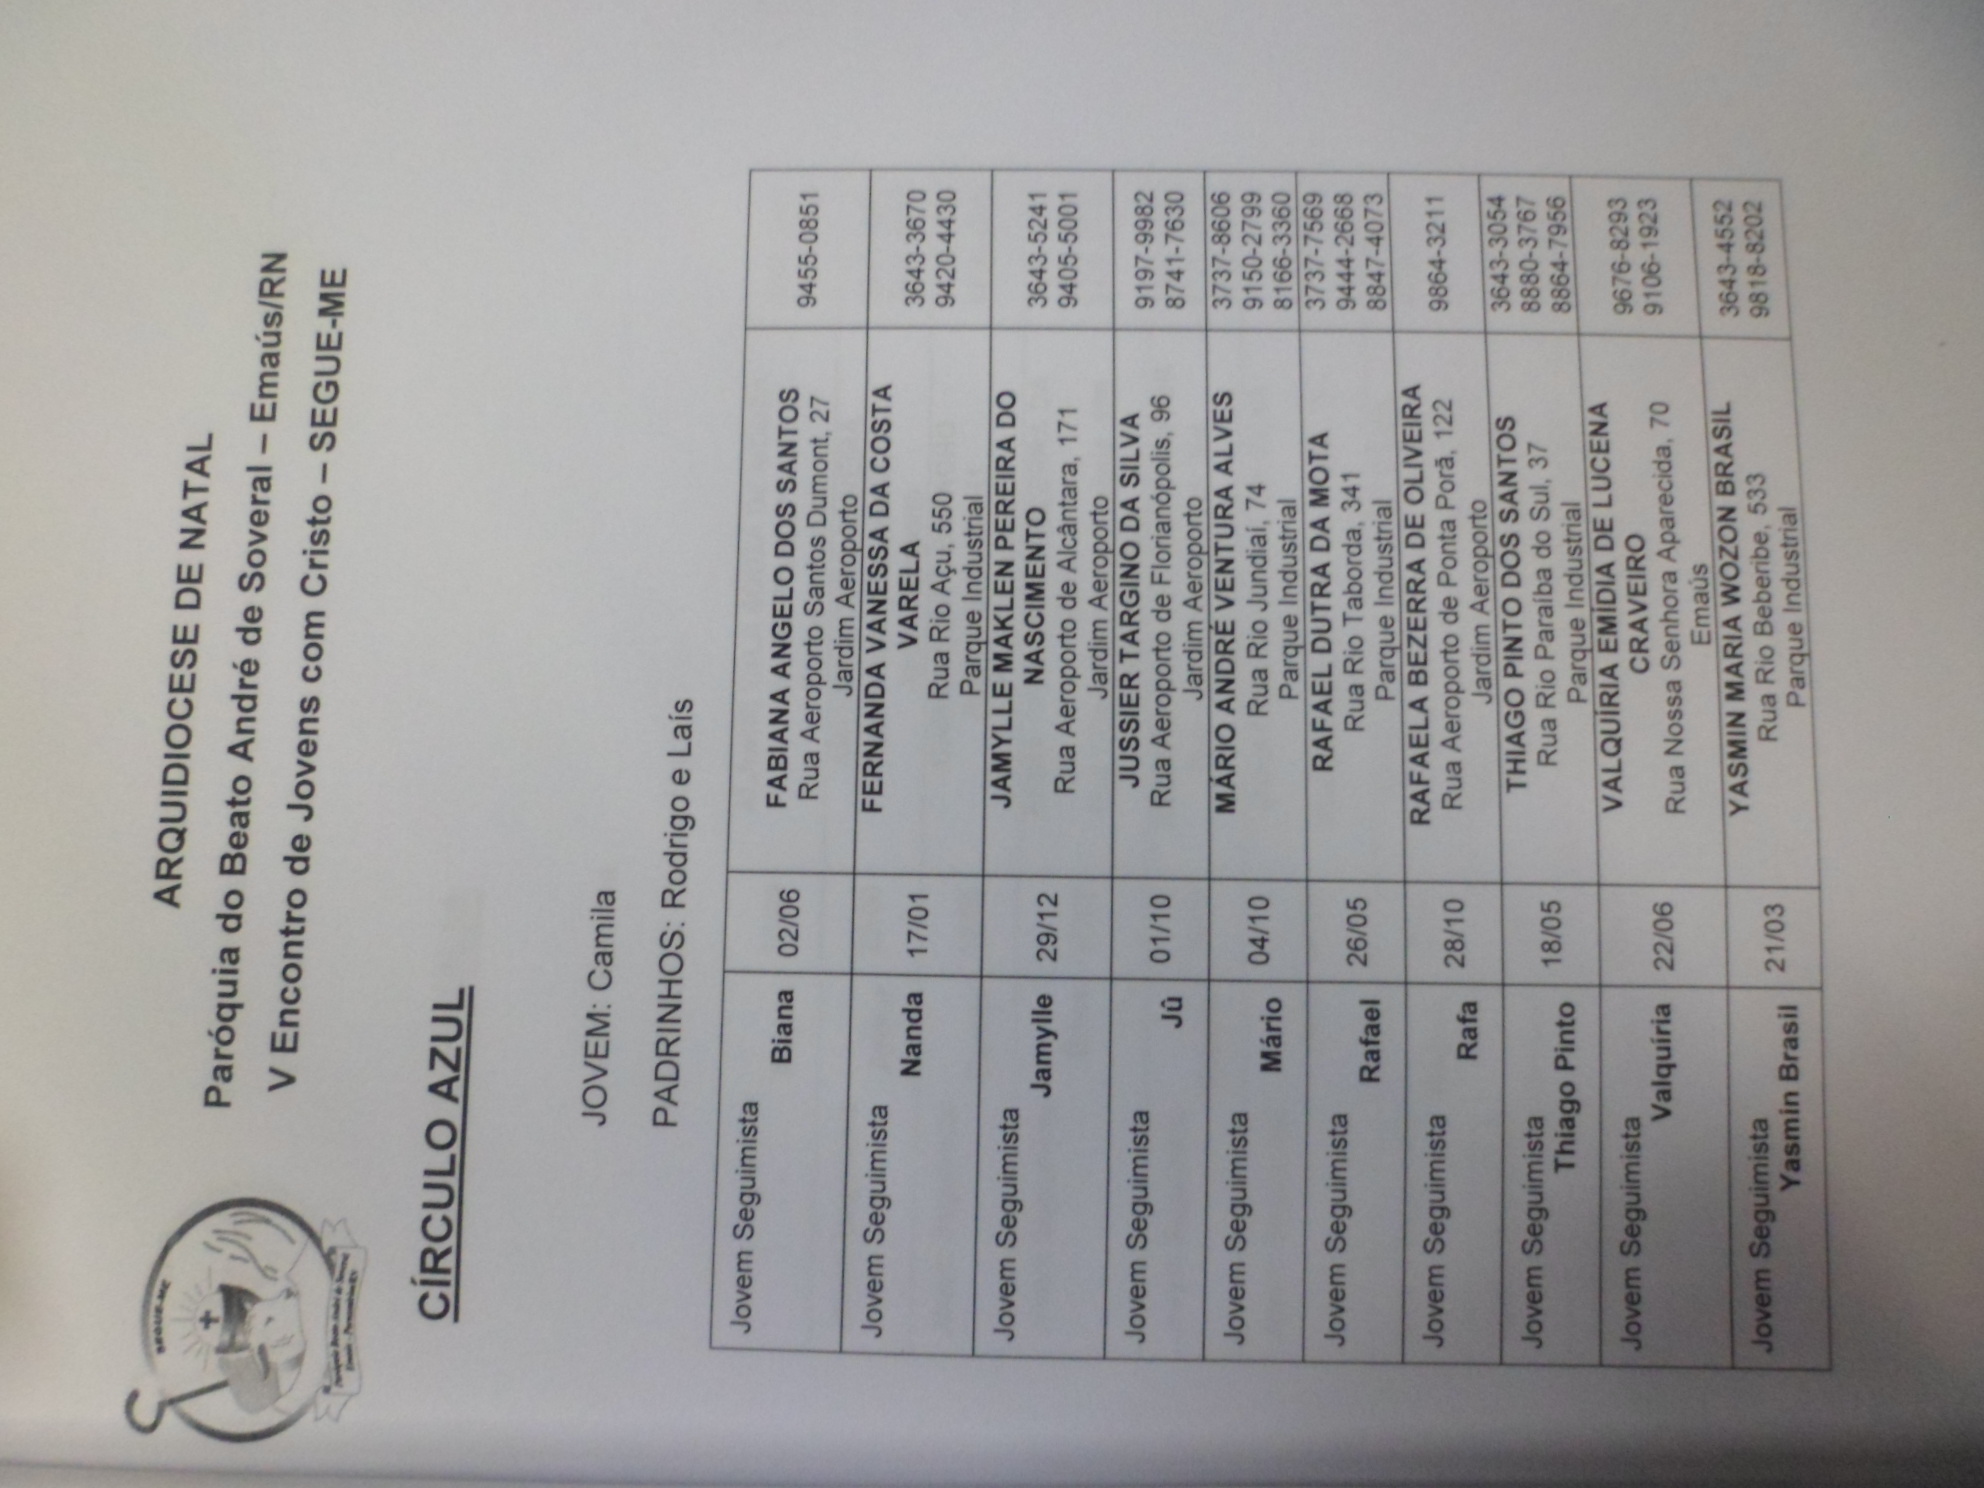 SEGUE-ME
ARQUIDIOCESE DE NATAL
Paróquia do Beato André de Soveral – Emaús/RN
V Encontro de Jovens com Cristo – SEGUE-ME
CÍRCULO AZUL
JOVEM: Camila
PADRINHOS: Rodrigo e Laís
Jovem Seguimista
Biana
02/06
FABIANA ANGELO DOS SANTOS
Rua Aeroporto Santos Dumont, 27
Jardim Aeroporto
9455-0851
Jovem Seguimista
Nanda
17/01
FERNANDA VANESSA DA COSTA
VARELA
Rua Rio Açu, 550
Parque Industrial
3643-3670
9420-4430
Jovem Seguimista
Jamylle
29/12
JAMYLLE MAKLEN PEREIRA DO
NASCIMENTO
Rua Aeroporto de Alcântara, 171
Jardim Aeroporto
3643-5241
9405-5001
Jovem Seguimista
Jû
01/10
JUSSIER TARGINO DA SILVA
Rua Aeroporto de Florianópolis, 96
Jardim Aeroporto
9197-9982
8741-7630
Jovem Seguimista
Mário
04/10
MÁRIO ANDRÉ VENTURA ALVES
Rua Rio Jundiaí, 74
Parque Industrial
3737-8606
9150-2799
8166-3360
Jovem Seguimista
Rafael
26/05
RAFAEL DUTRA DA MOTA
Rua Rio Taborda, 341
Parque Industrial
3737-7569
9444-2668
8847-4073
Jovem Seguimista
Rafa
28/10
RAFAELA BEZERRA DE OLIVEIRA
Rua Aeroporto de Ponta Porã, 122
Jardim Aeroporto
9864-3211
Jovem Seguimista
Thiago Pinto
18/05
THIAGO PINTO DOS SANTOS
Rua Rio Paraíba do Sul, 37
Parque Industrial
3643-3054
8880-3767
8864-7956
Jovem Seguimista
Valquíria
22/06
VALQUÍRIA EMÍDIA DE LUCENA
CRAVEIRO
Rua Nossa Senhora Aparecida, 70
Emaús
9676-8293
9106-1923
Jovem Seguimista
Yasmin Brasil
21/03
YASMIN MARIA WOZON BRASIL
Rua Rio Beberibe, 533
Parque Industrial
3643-4552
9818-8202